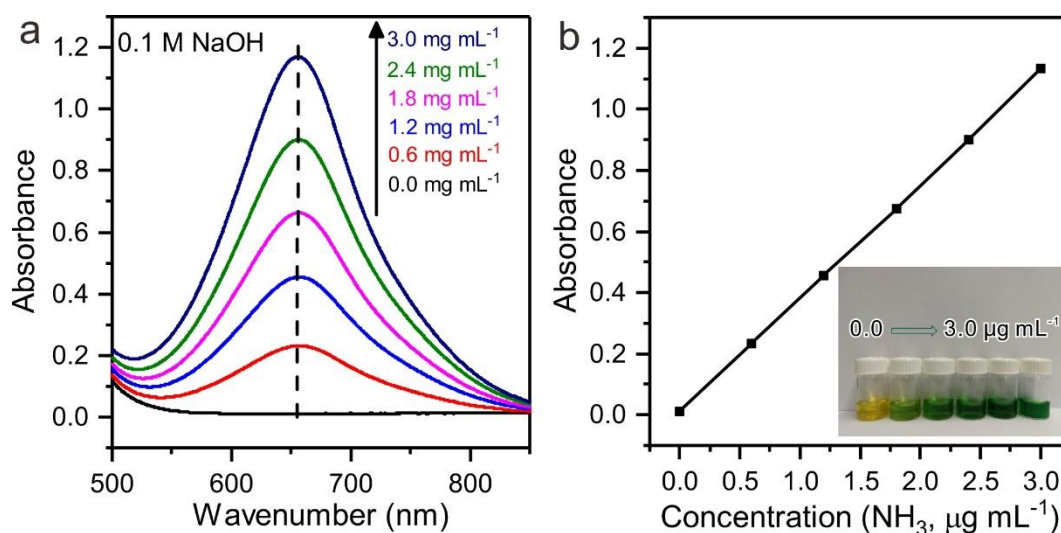 a
0.1 M NaOH
3.0 mg mL⁻¹
2.4 mg mL⁻¹
1.8 mg mL⁻¹
1.2 mg mL⁻¹
0.6 mg mL⁻¹
0.0 mg mL⁻¹
Absorbance
1.2
1.0
0.8
0.6
0.4
0.2
0.0
500 600 700 800
Wavenumber (nm)
b
Absorbance
1.2
1.0
0.8
0.6
0.4
0.2
0.0
0.0 3.0 μg mL⁻¹
0.0 0.5 1.0 1.5 2.0 2.5 3.0
Concentration (NH₃, μg mL⁻¹)